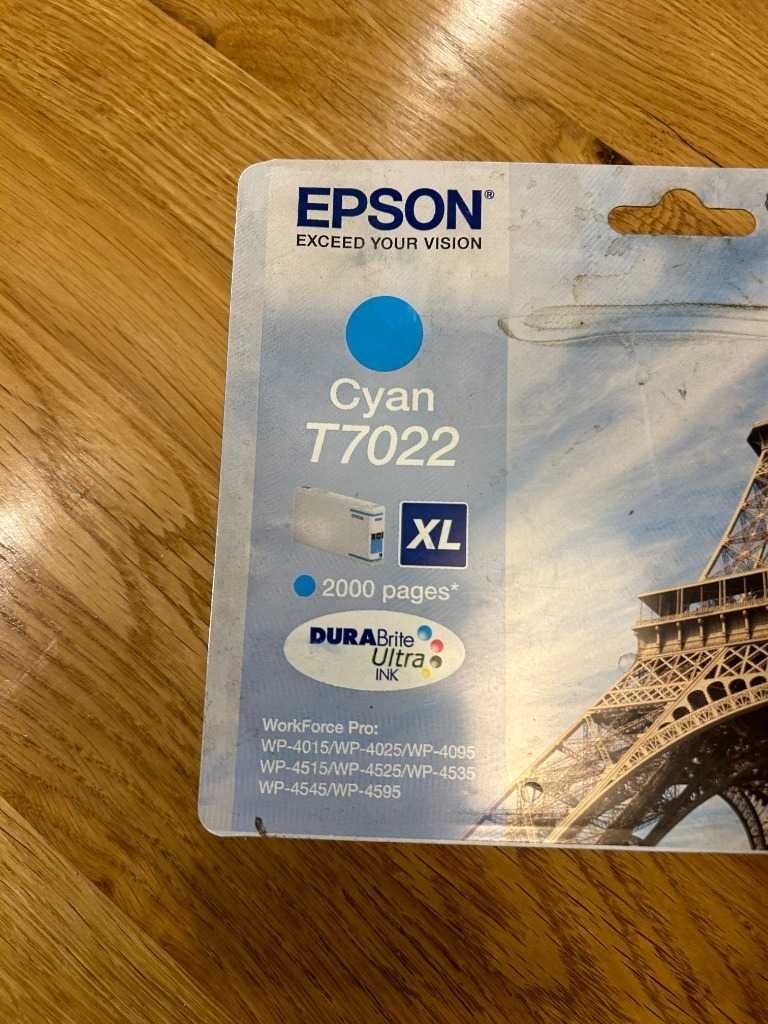 EPSON®
EXCEED YOUR VISION
Cyan
T7022
EPSON
XL
2000 pages*
DURABrite
Ultra
INK
WorkForce Pro:
WP-4015/WP-4025/WP-4095
WP-4515/WP-4525/WP-4535
WP-4545/WP-4595